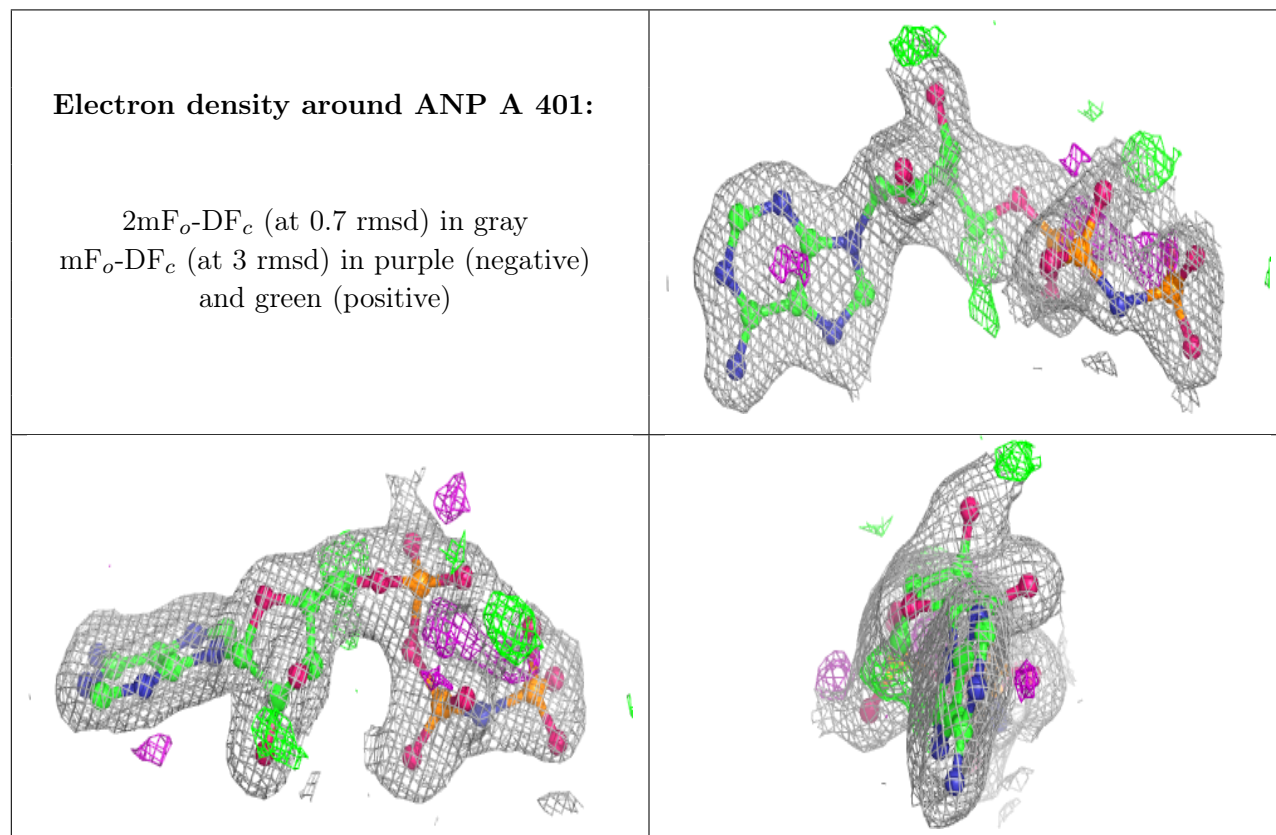 Electron density around ANP A 401:
2mFo-DFc (at 0.7 rmsd) in gray
mFo-DFc (at 3 rmsd) in purple (negative)
and green (positive)